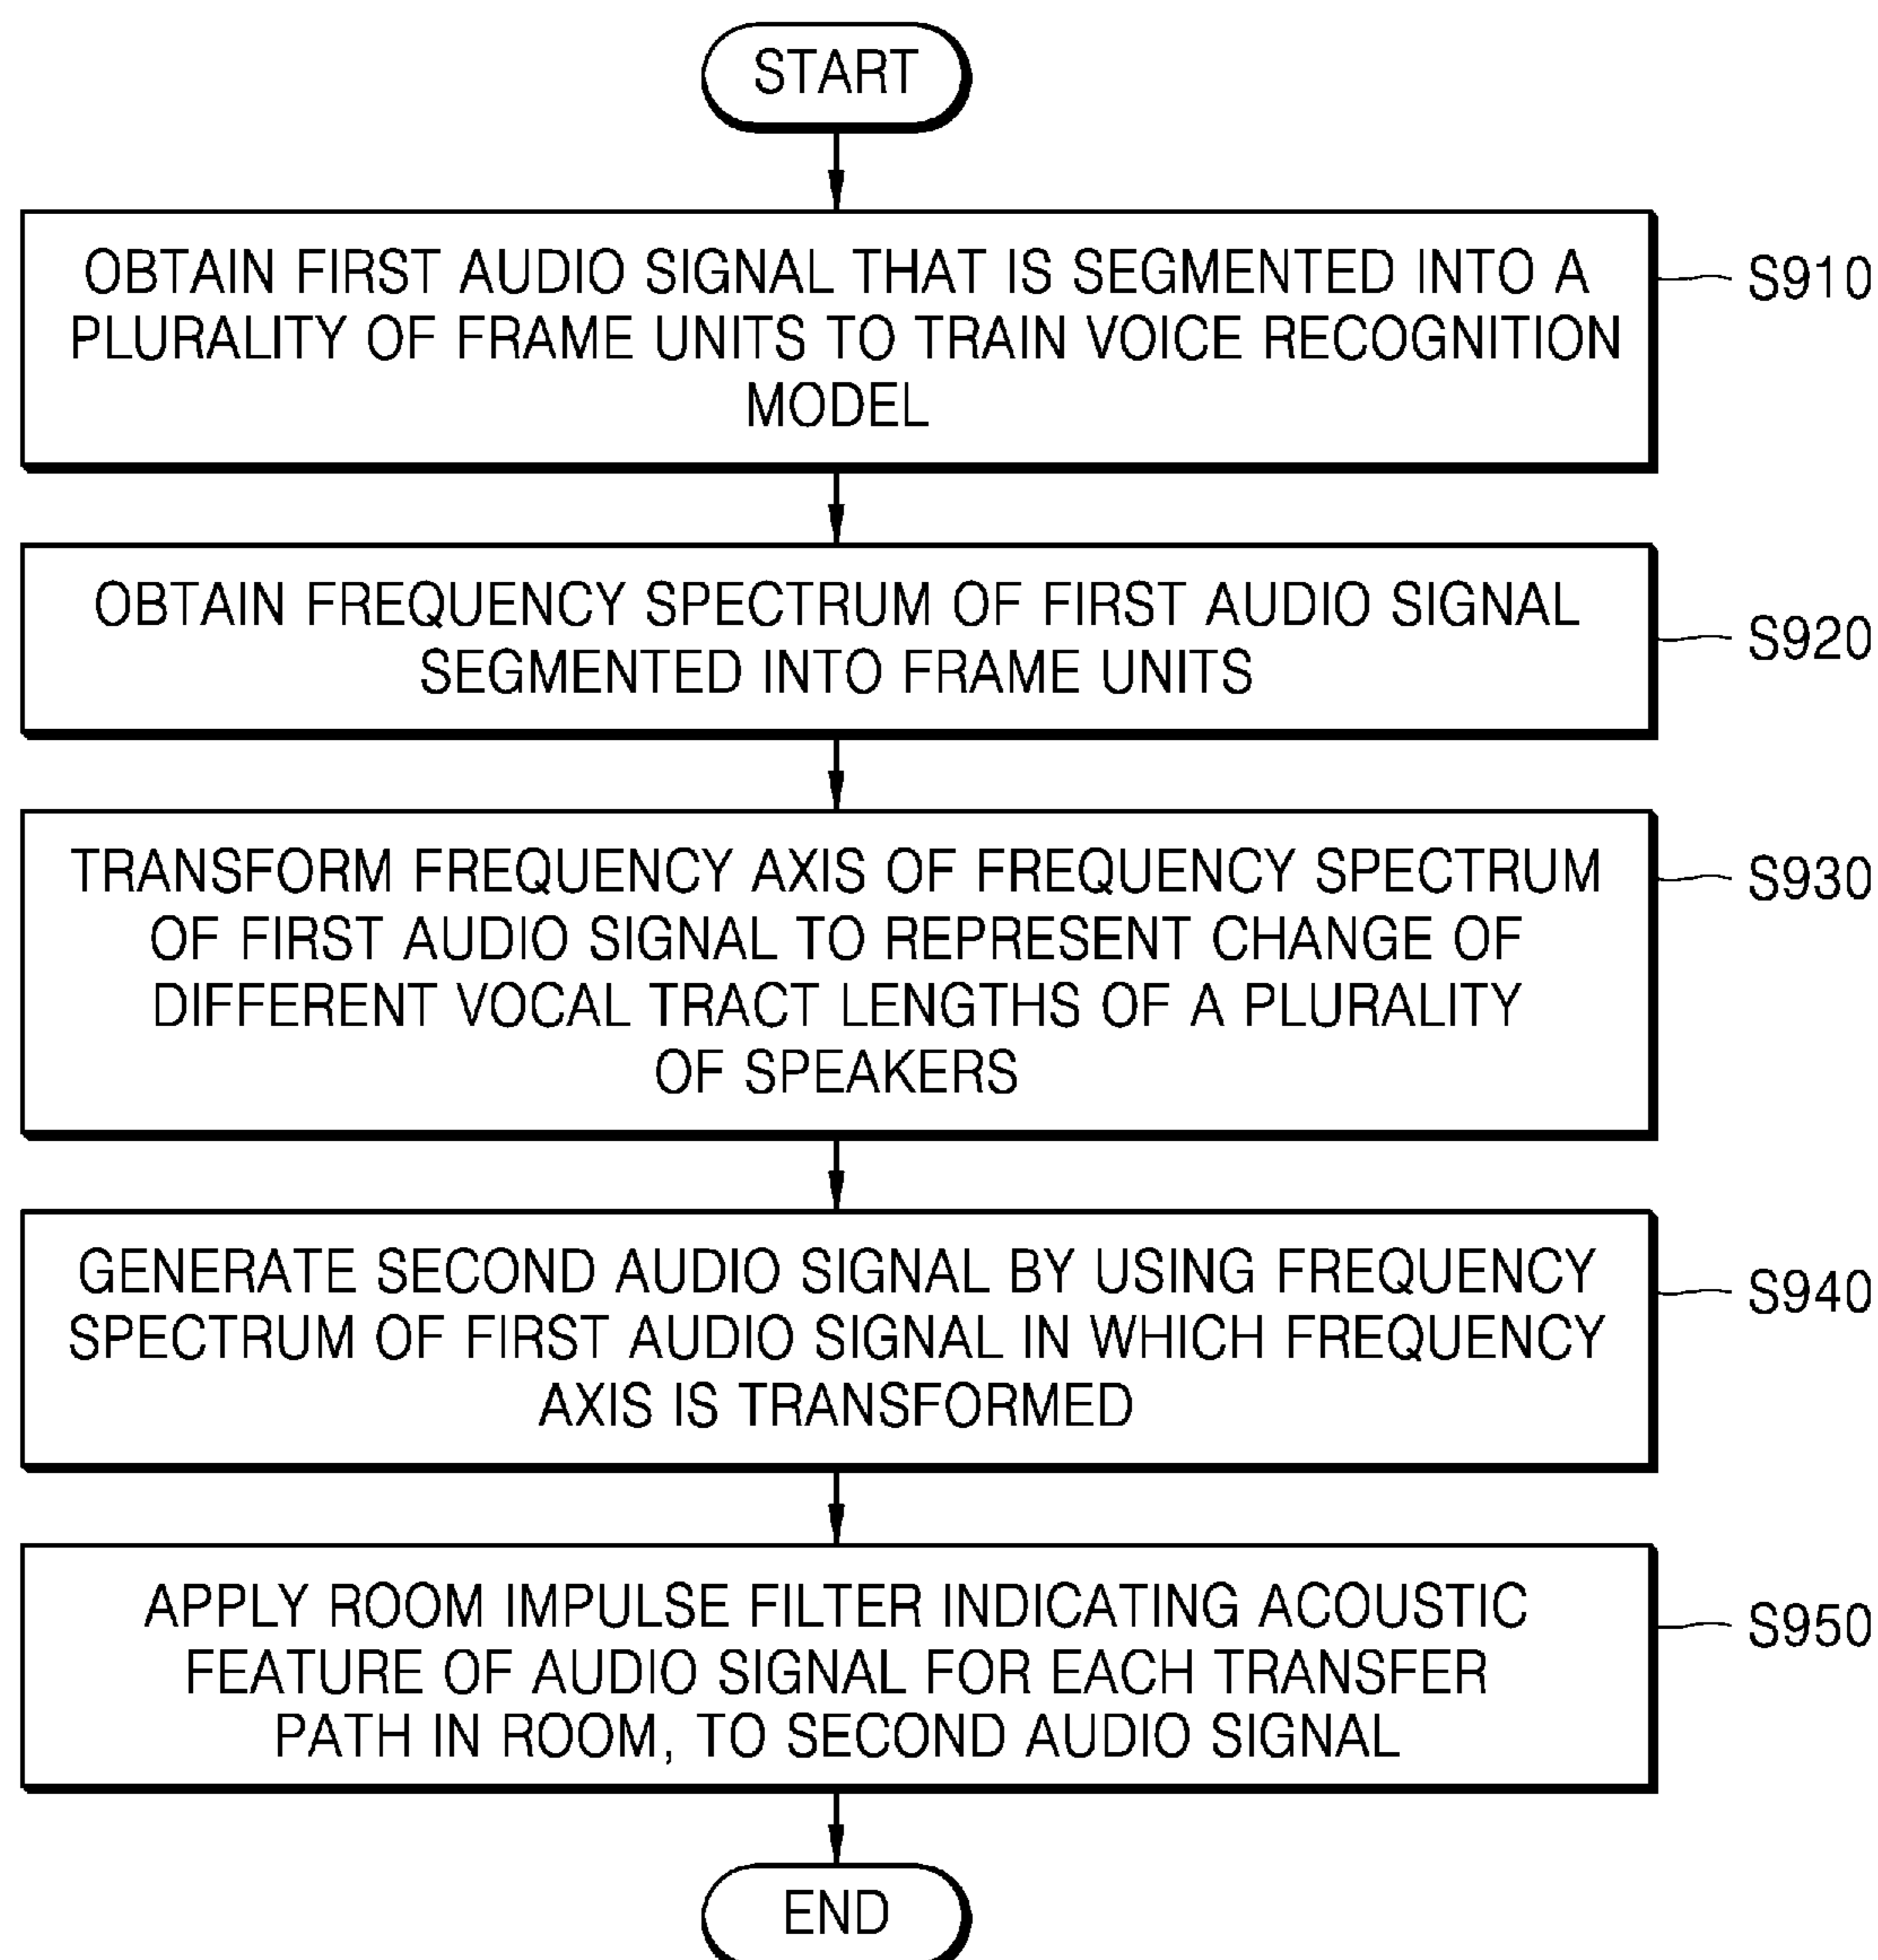 START
OBTAIN FIRST AUDIO SIGNAL THAT IS SEGMENTED INTO A
PLURALITY OF FRAME UNITS TO TRAIN VOICE RECOGNITION
MODEL
S910
OBTAIN FREQUENCY SPECTRUM OF FIRST AUDIO SIGNAL
SEGMENTED INTO FRAME UNITS
S920
TRANSFORM FREQUENCY AXIS OF FREQUENCY SPECTRUM
OF FIRST AUDIO SIGNAL TO REPRESENT CHANGE OF
DIFFERENT VOCAL TRACT LENGTHS OF A PLURALITY
OF SPEAKERS
S930
GENERATE SECOND AUDIO SIGNAL BY USING FREQUENCY
SPECTRUM OF FIRST AUDIO SIGNAL IN WHICH FREQUENCY
AXIS IS TRANSFORMED
S940
APPLY ROOM IMPULSE FILTER INDICATING ACOUSTIC
FEATURE OF AUDIO SIGNAL FOR EACH TRANSFER
PATH IN ROOM, TO SECOND AUDIO SIGNAL
S950
END